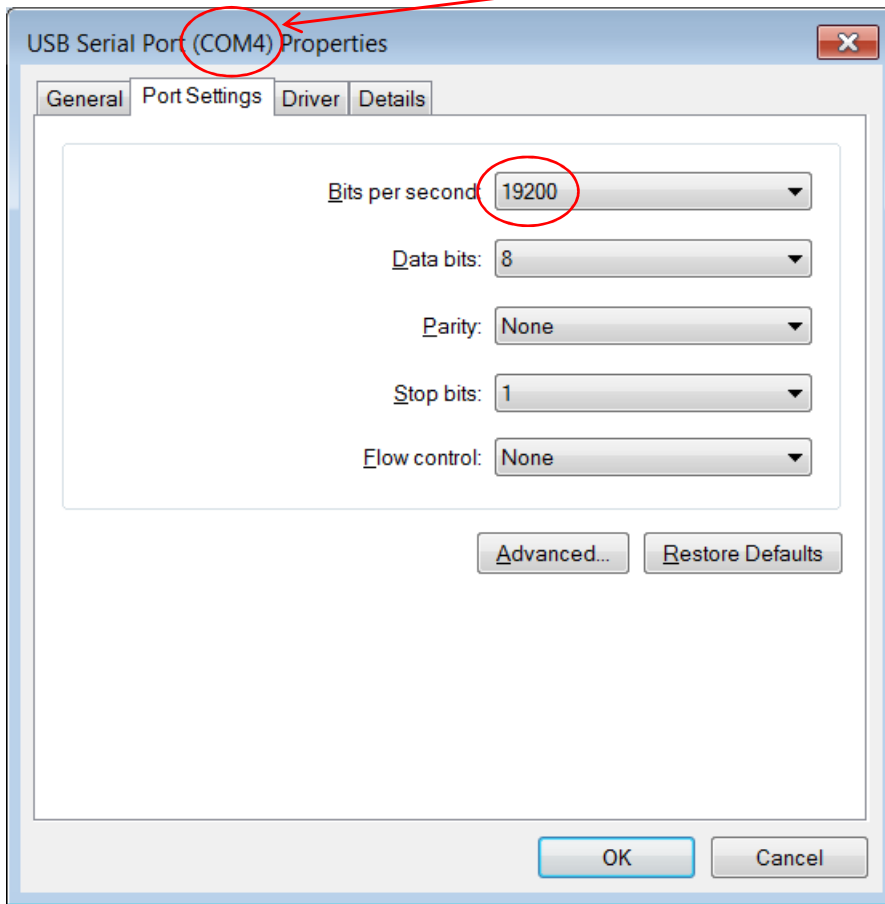 USB Serial Port (COM4) Properties
General Port Settings Driver Details
Bits per second: 19200
Data bits: 8
Parity: None
Stop bits: 1
Flow control: None
Advanced... Restore Defaults
OK Cancel